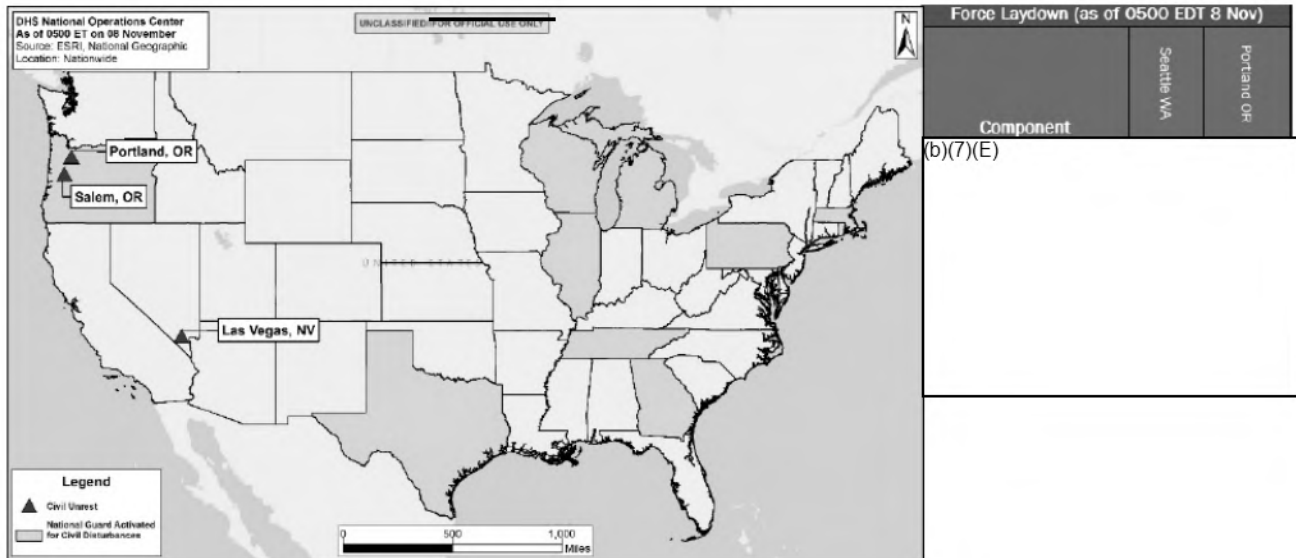 DHS National Operations Center
As of 0500 ET on 08 November
Source: ESRI, National Geographic
Location: Nationwide
UNCLASSIFIED//FOR OFFICIAL USE ONLY
N
Portland, OR
Salem, OR
Las Vegas, NV
UNITED STATES
Legend
Civil Unrest
National Guard Activated
for Civil Disturbances
0 500 1,000
Miles
Force Laydown (as of 0500 EDT 8 Nov)
Component
Seattle WA
Portland OR
(b)(7)(E)